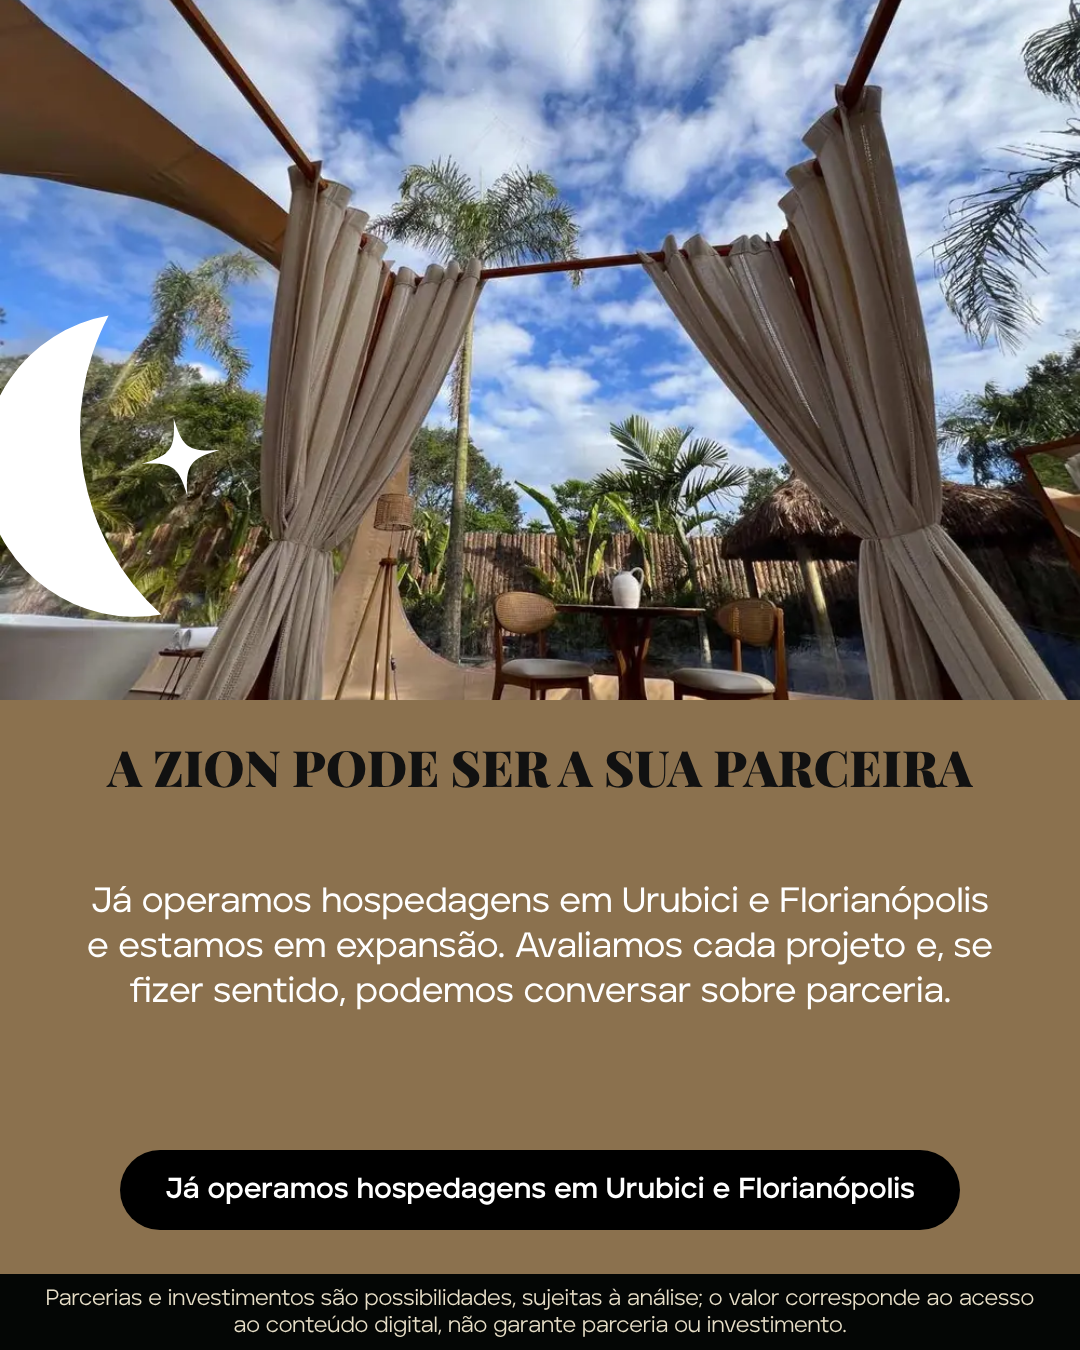 A ZION PODE SER A SUA PARCEIRA
Já operamos hospedagens em Urubici e Florianópolis
e estamos em expansão. Avaliamos cada projeto e, se
fizer sentido, podemos conversar sobre parceria.
Já operamos hospedagens em Urubici e Florianópolis
Parcerias e investimentos são possibilidades, sujeitas à análise; o valor corresponde ao acesso
ao conteúdo digital, não garante parceria ou investimento.